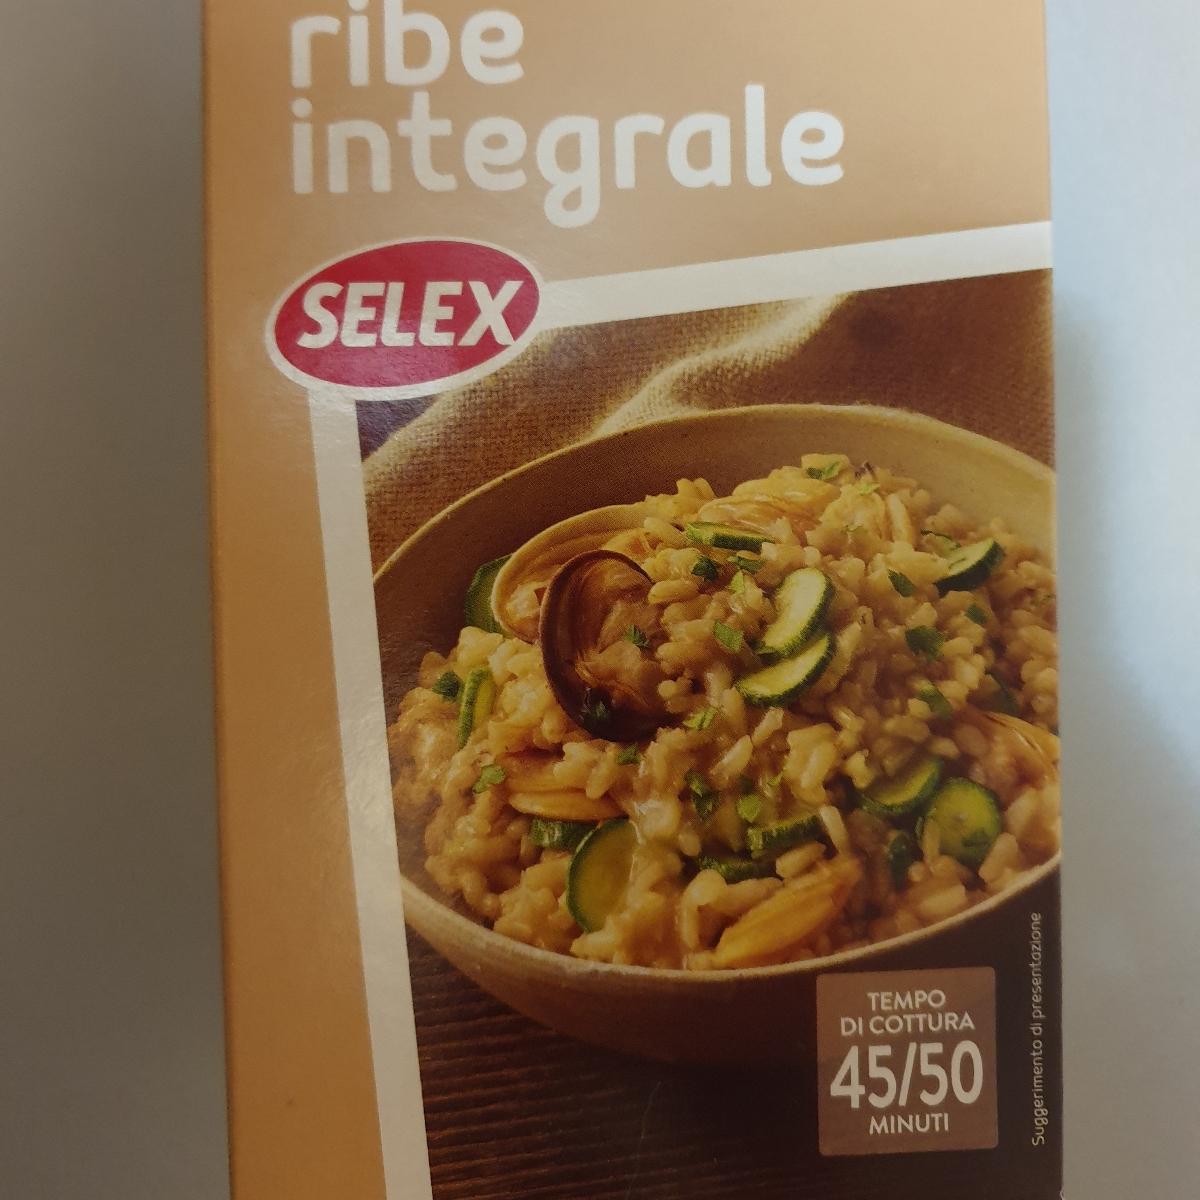 ribe
integrale
SELEX
TEMPO
DI COTTURA
45/50
MINUTI
Suggerimento di presentazione